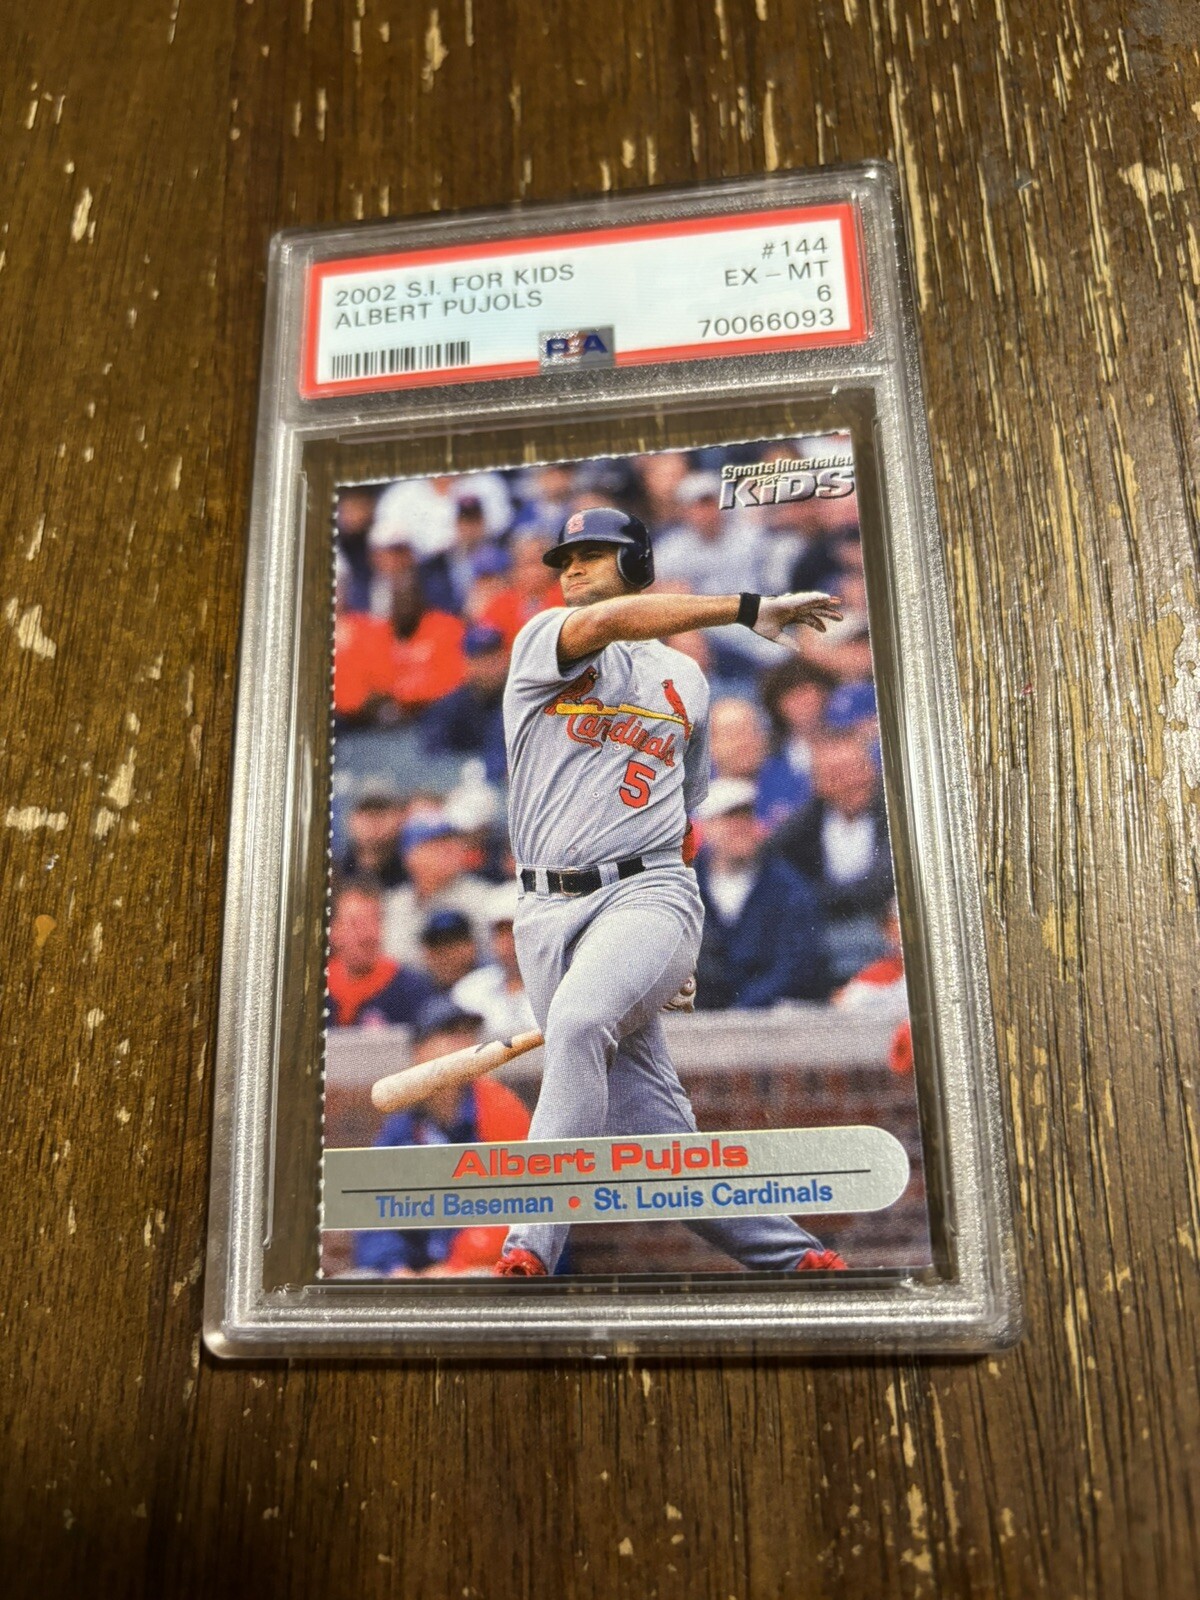 2002 S.I. FOR KIDS #144
ALBERT PUJOLS EX - MT
6
PSA 70066093
Sports Illustrated
FOR
KIDS
Cardinals
5
Albert Pujols
Third Baseman • St. Louis Cardinals